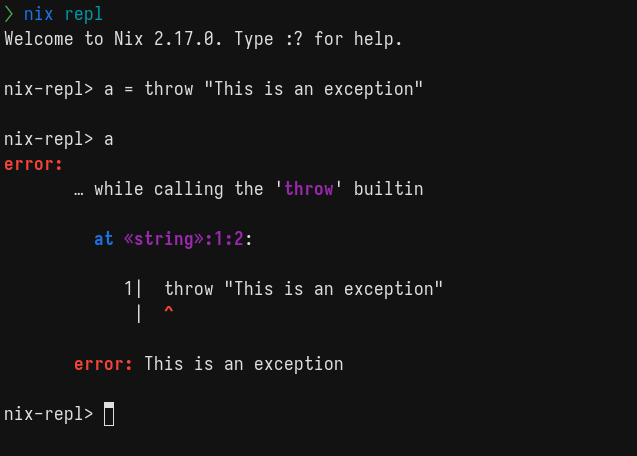 ❯ nix repl
Welcome to Nix 2.17.0. Type :? for help.
nix-repl> a = throw "This is an exception"
nix-repl> a
error:
… while calling the 'throw' builtin
at «string»:1:2:
1|  throw "This is an exception"
|  ^
error: This is an exception
nix-repl>